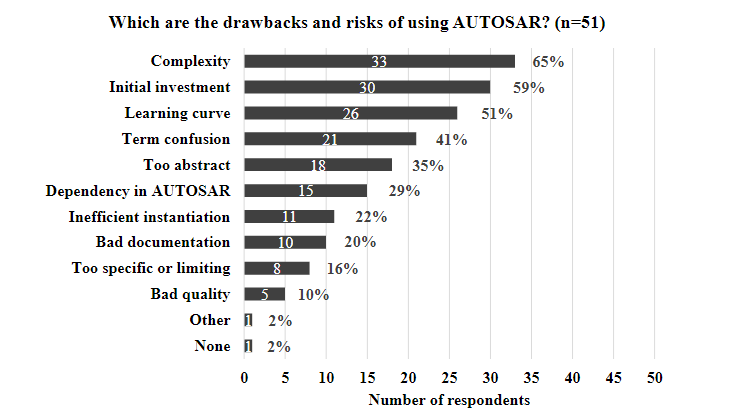 Which are the drawbacks and risks of using AUTOSAR? (n=51)
Complexity 33 65%
Initial investment 30 59%
Learning curve 26 51%
Term confusion 21 41%
Too abstract 18 35%
Dependency in AUTOSAR 15 29%
Inefficient instantiation 11 22%
Bad documentation 10 20%
Too specific or limiting 8 16%
Bad quality 5 10%
Other 1 2%
None 1 2%
0 5 10 15 20 25 30 35 40 45 50
Number of respondents